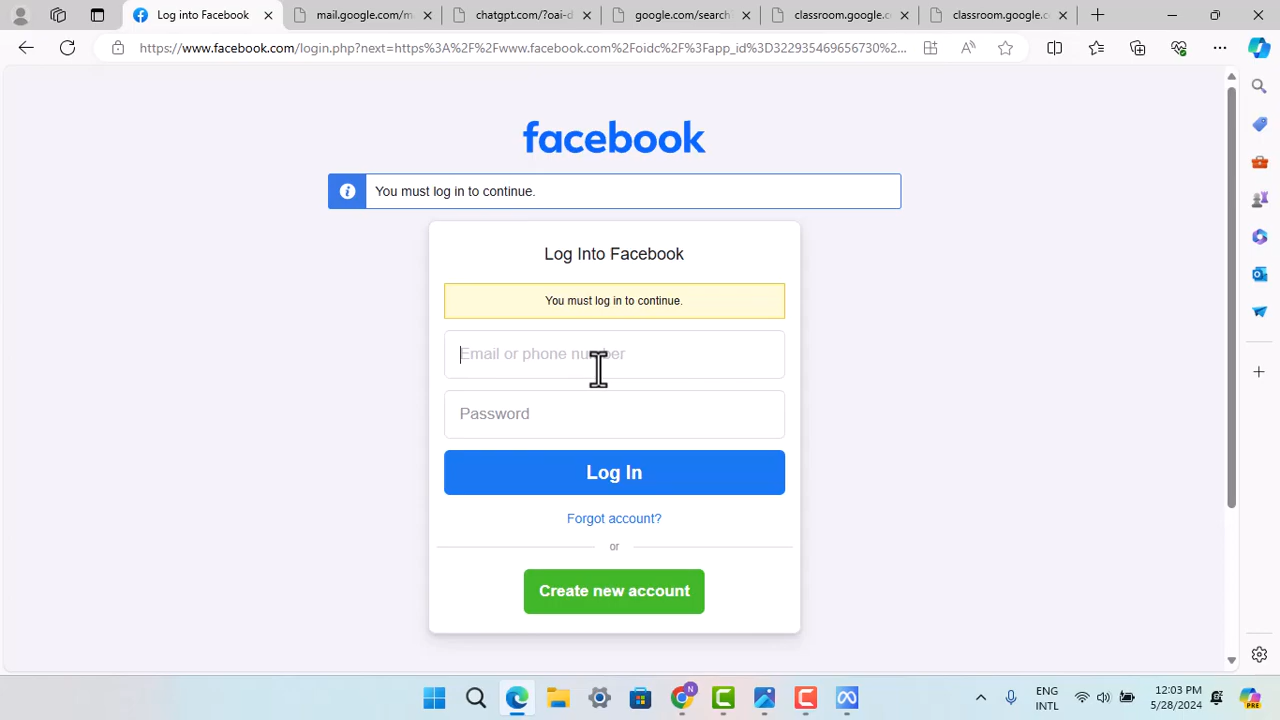 Log into Facebook
mail.google.com/m
chatgpt.com/?oai-d
google.com/search
classroom.google.c
classroom.google.c
https://www.facebook.com/login.php?next=https%3A%2F%2Fwww.facebook.com%2Foidc%2F%3Fapp_id%3D322935469656730%2...
facebook
You must log in to continue.
Log Into Facebook
You must log in to continue.
Email or phone number
Password
Log In
Forgot account?
or
Create new account
ENG
INTL
12:03 PM
5/28/2024
N
PRE